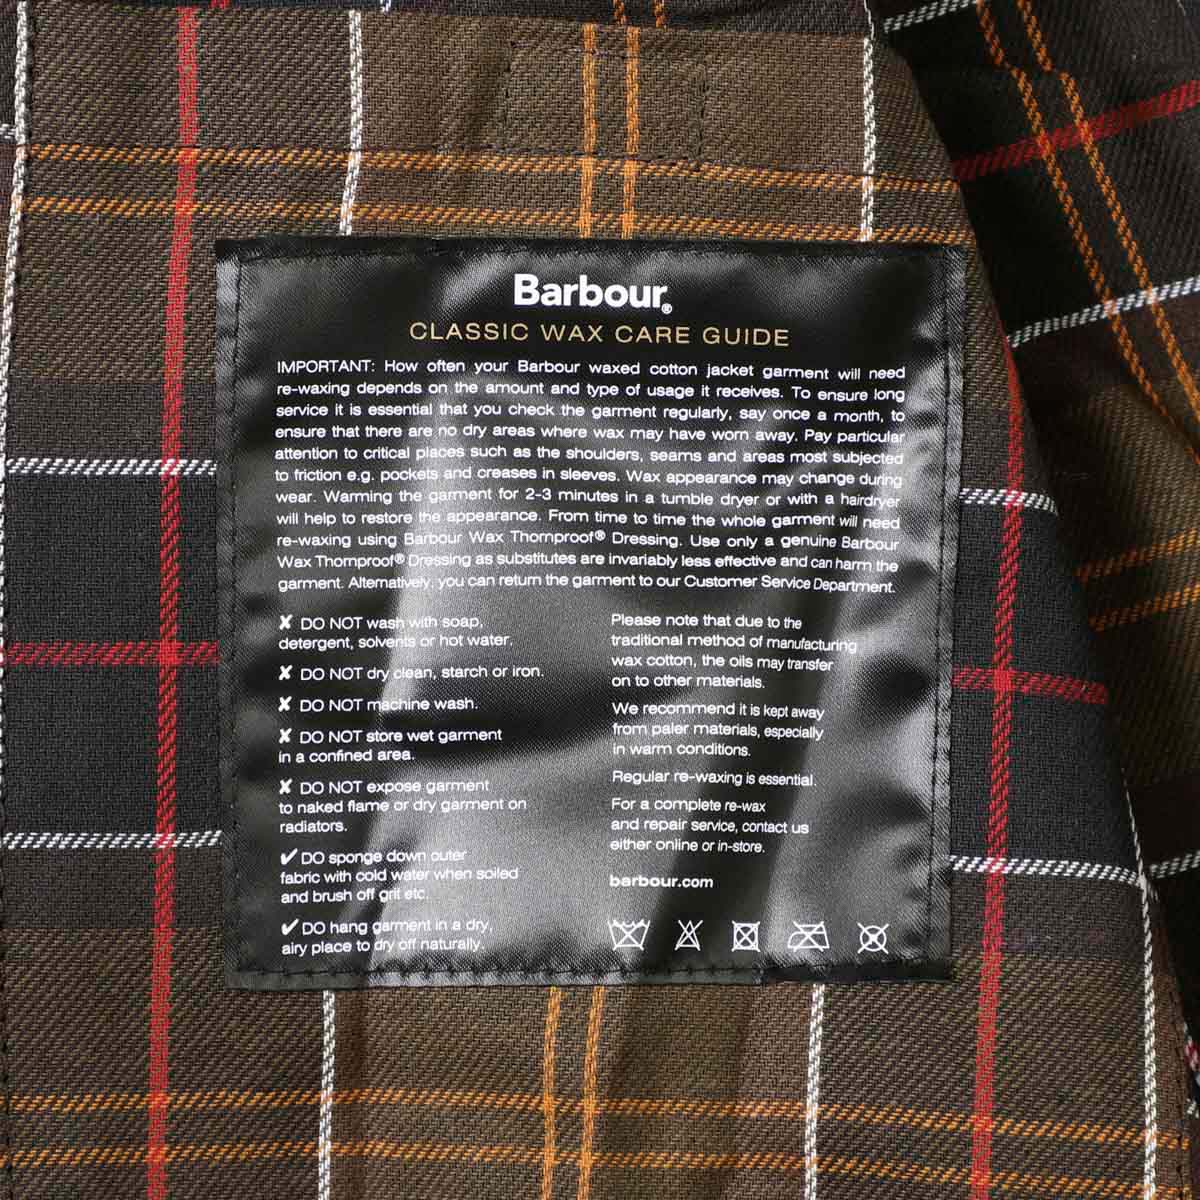 Barbour®
CLASSIC WAX CARE GUIDE
IMPORTANT: How often your Barbour waxed cotton jacket garment will need
re-waxing depends on the amount and type of usage it receives. To ensure long
service it is essential that you check the garment regularly, say once a month, to
ensure that there are no dry areas where wax may have worn away. Pay particular
attention to critical places such as the shoulders, seams and areas most subjected
to friction e.g. pockets and creases in sleeves. Wax appearance may change during
wear. Warming the garment for 2-3 minutes in a tumble dryer or with a hairdryer
will help to restore the appearance. From time to time the whole garment will need
re-waxing using Barbour Wax Thornproof® Dressing. Use only a genuine Barbour
Wax Thornproof® Dressing as substitutes are invariably less effective and can harm the
garment. Alternatively, you can return the garment to our Customer Service Department.
✘ DO NOT wash with soap,
detergent, solvents or hot water.
✘ DO NOT dry clean, starch or iron.
✘ DO NOT machine wash.
✘ DO NOT store wet garment
in a confined area.
✘ DO NOT expose garment
to naked flame or dry garment on
radiators.
✔ DO sponge down outer
fabric with cold water when soiled
and brush off grit etc.
✔ DO hang garment in a dry,
airy place to dry off naturally.
Please note that due to the
traditional method of manufacturing
wax cotton, the oils may transfer
on to other materials.
We recommend it is kept away
from paler materials, especially
in warm conditions.
Regular re-waxing is essential.
For a complete re-wax
and repair service, contact us
either online or in-store.
barbour.com